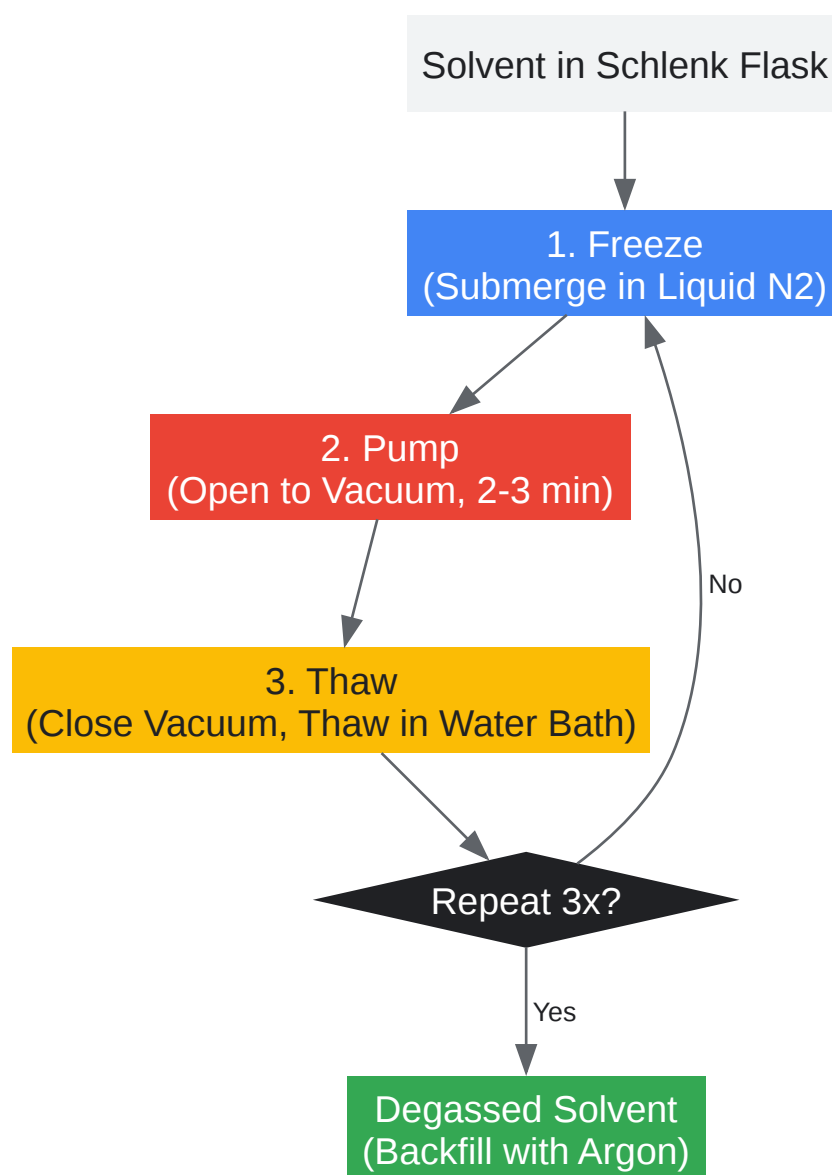 Solvent in Schlenk Flask
1. Freeze
(Submerge in Liquid N2)
2. Pump
(Open to Vacuum, 2-3 min)
No
3. Thaw
(Close Vacuum, Thaw in Water Bath)
Repeat 3x?
Yes
Degassed Solvent
(Backfill with Argon)